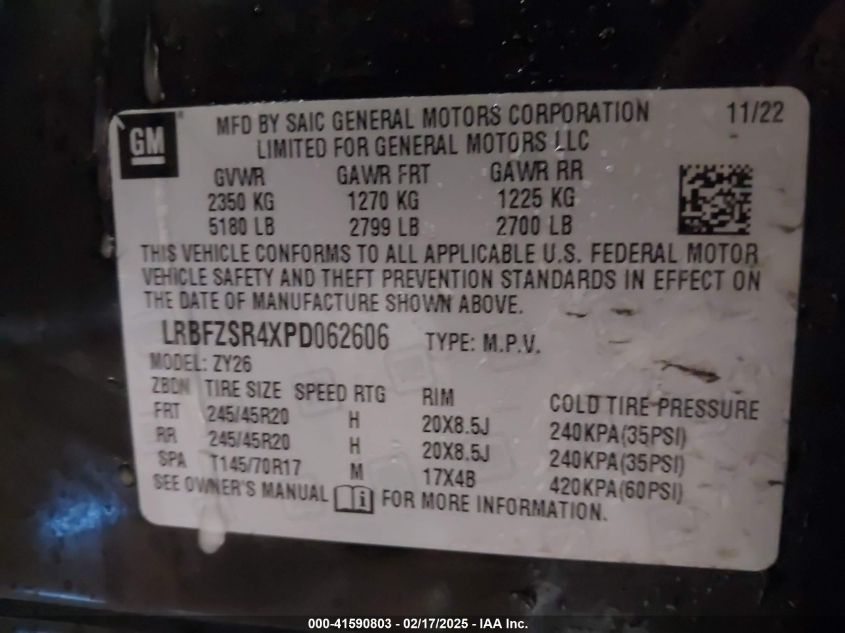 GM
®
MFD BY SAIC GENERAL MOTORS CORPORATION 11/22
LIMITED FOR GENERAL MOTORS LLC
GVWR GAWR FRT GAWR RR
2350 KG 1270 KG 1225 KG
5180 LB 2799 LB 2700 LB
THIS VEHICLE CONFORMS TO ALL APPLICABLE U.S. FEDERAL MOTOR
VEHICLE SAFETY AND THEFT PREVENTION STANDARDS IN EFFECT ON
THE DATE OF MANUFACTURE SHOWN ABOVE.
LRBFZSR4XPD062606 TYPE: M.P.V.
MODEL: ZY26
ZBDN TIRE SIZE SPEED RTG RIM COLD TIRE PRESSURE
FRT 245/45R20 H 20X8.5J 240KPA(35PSI)
RR 245/45R20 H 20X8.5J 240KPA(35PSI)
SPA T145/70R17 M 17X4B 420KPA(60PSI)
SEE OWNER'S MANUAL FOR MORE INFORMATION.
000-41590803 — 02/17/2025 — IAA Inc.